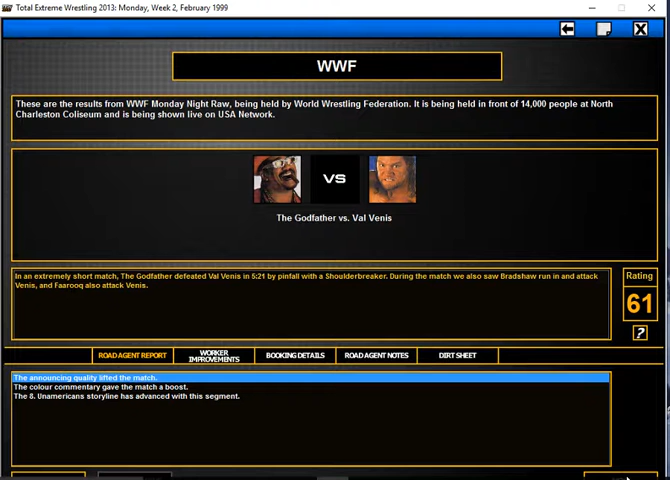 Total Extreme Wrestling 2013: Monday, Week 2, February 1999
WWF
These are the results from WWF Monday Night Raw, being held by World Wrestling Federation. It is being held in front of 14,000 people at North
Charleston Coliseum and is being shown live on USA Network.
VS
The Godfather vs. Val Venis
In an extremely short match, The Godfather defeated Val Venis in 5:21 by pinfall with a Shoulderbreaker. During the match we also saw Bradshaw run in and attack
Venis, and Faarooq also attack Venis.
Rating
61
?
ROAD AGENT REPORT
WORKER
IMPROVEMENTS
BOOKING DETAILS
ROAD AGENT NOTES
DIRT SHEET
The announcing quality lifted the match.
The colour commentary gave the match a boost.
The 8. Unamericans storyline has advanced with this segment.